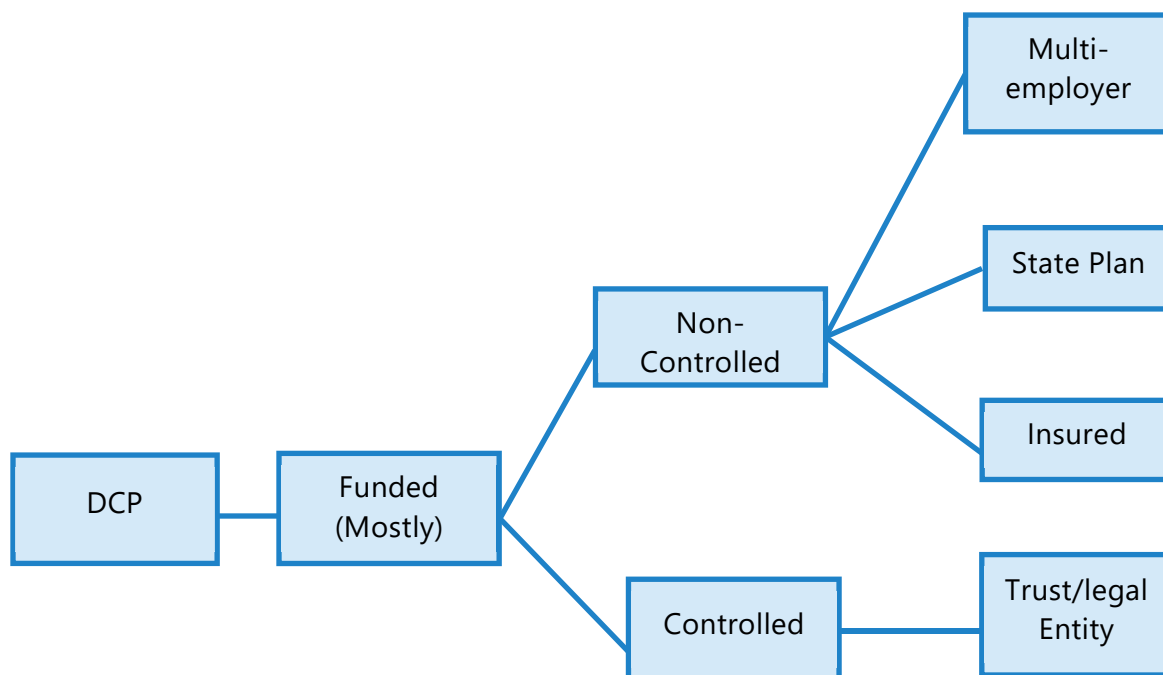 DCP
Funded
(Mostly)
Non-
Controlled
Controlled
Multi-
employer
State Plan
Insured
Trust/legal
Entity